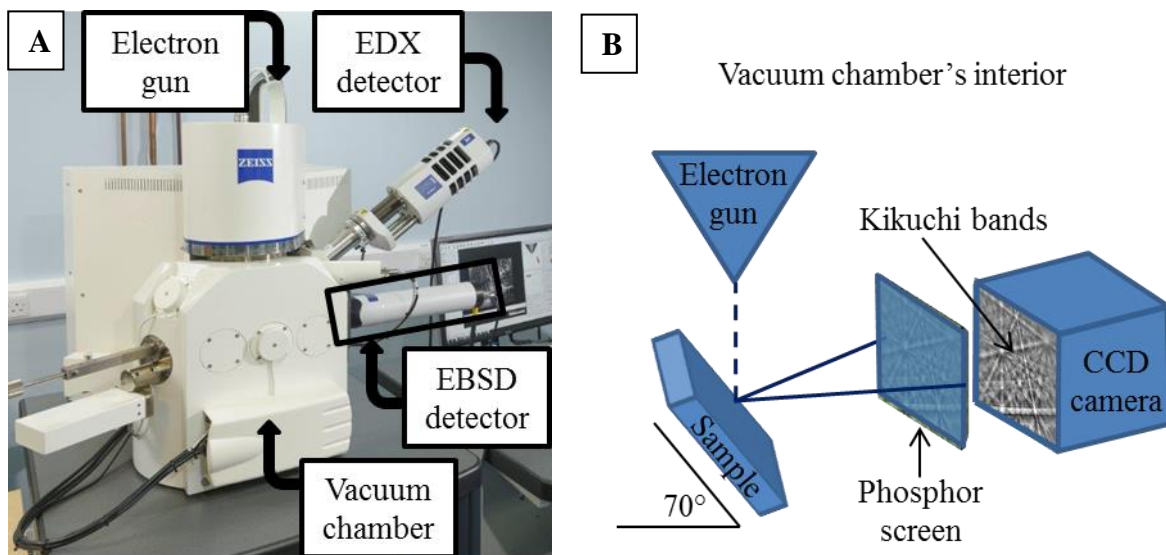 A
Electron
gun
EDX
detector
ZEISS
EBSD
detector
Vacuum
chamber
B
Vacuum chamber's interior
Electron
gun
Kikuchi bands
CCD
camera
Sample
70°
Phosphor
screen